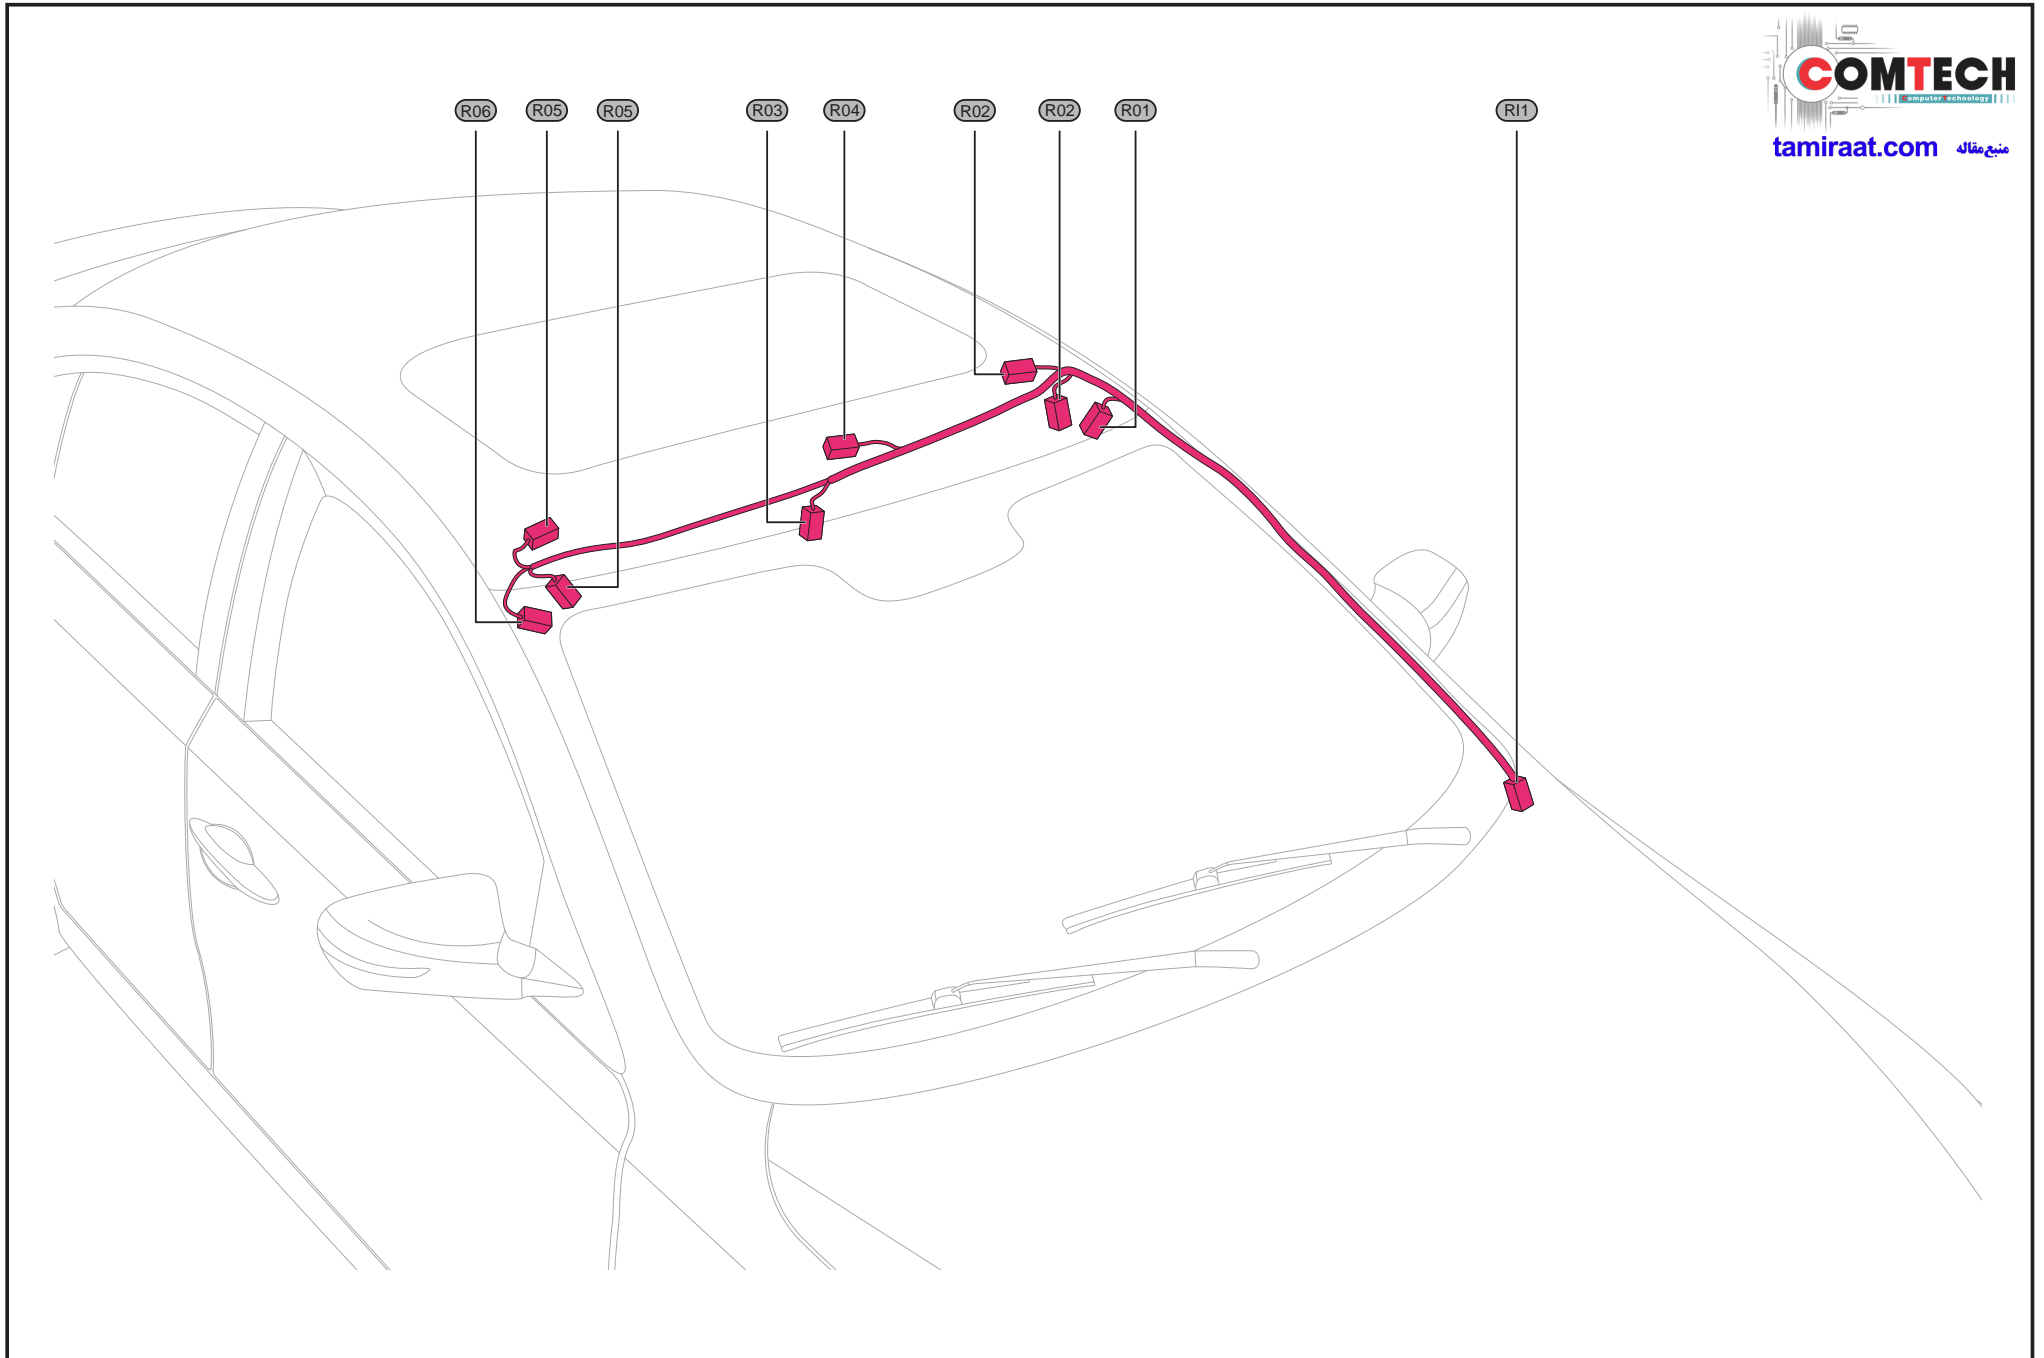 R06 R05 R05 R03 R04 R02 R02 R01 RI1
COMTECH
Computer Technology
tamiraat.com منبع مقاله